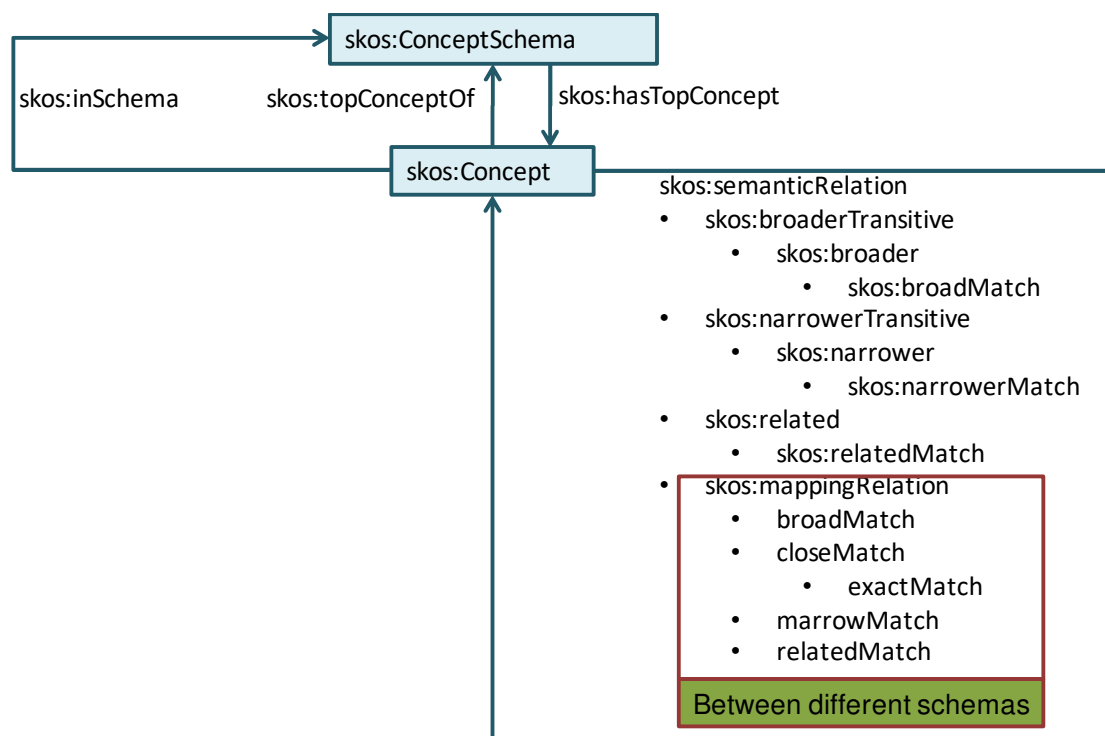 skos:ConceptSchema
skos:inSchema
skos:topConceptOf
skos:hasTopConcept
skos:Concept
skos:semanticRelation
• skos:broaderTransitive
• skos:broader
• skos:broadMatch
• skos:narrowerTransitive
• skos:narrower
• skos:narrowerMatch
• skos:related
• skos:relatedMatch
• skos:mappingRelation
• broadMatch
• closeMatch
• exactMatch
• marrowMatch
• relatedMatch
Between different schemas